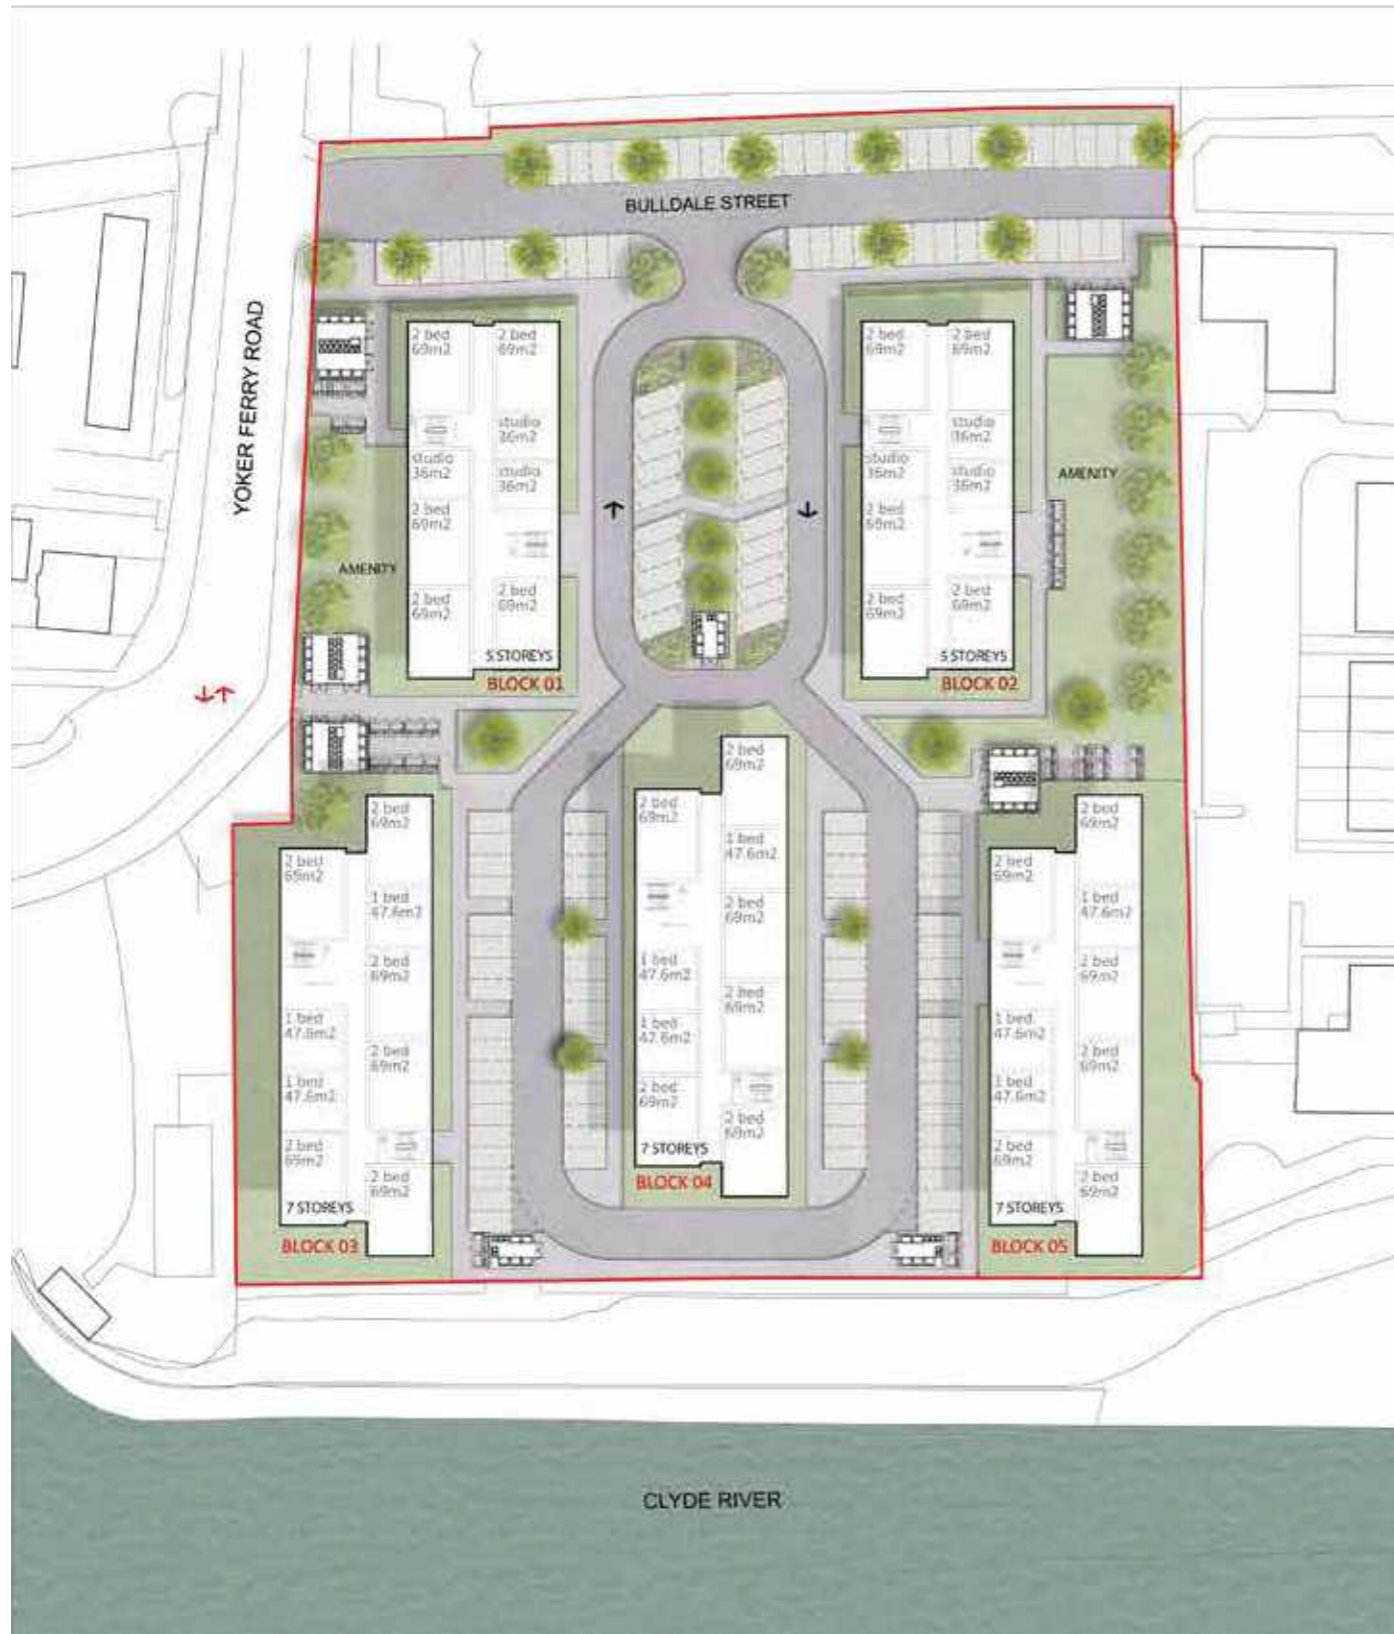 BULLDALE STREET
YOKER FERRY ROAD
2 bed
69m2
2 bed
69m2
studio
36m2
studio
36m2
studio
36m2
2 bed
69m2
2 bed
69m2
2 bed
69m2
5 STOREYS
BLOCK 01
AMENITY
2 bed
69m2
2 bed
69m2
studio
36m2
studio
36m2
studio
36m2
2 bed
69m2
2 bed
69m2
2 bed
69m2
5 STOREYS
BLOCK 02
AMENITY
2 bed
69m2
2 bed
69m2
1 bed
47.6m2
2 bed
69m2
1 bed
47.6m2
2 bed
69m2
1 bed
47.6m2
2 bed
69m2
2 bed
69m2
7 STOREYS
BLOCK 03
2 bed
69m2
2 bed
69m2
1 bed
47.6m2
2 bed
69m2
1 bed
47.6m2
2 bed
69m2
1 bed
47.6m2
2 bed
69m2
2 bed
69m2
7 STOREYS
BLOCK 04
2 bed
69m2
2 bed
69m2
1 bed
47.6m2
2 bed
69m2
1 bed
47.6m2
2 bed
69m2
1 bed
47.6m2
2 bed
69m2
2 bed
69m2
7 STOREYS
BLOCK 05
CLYDE RIVER